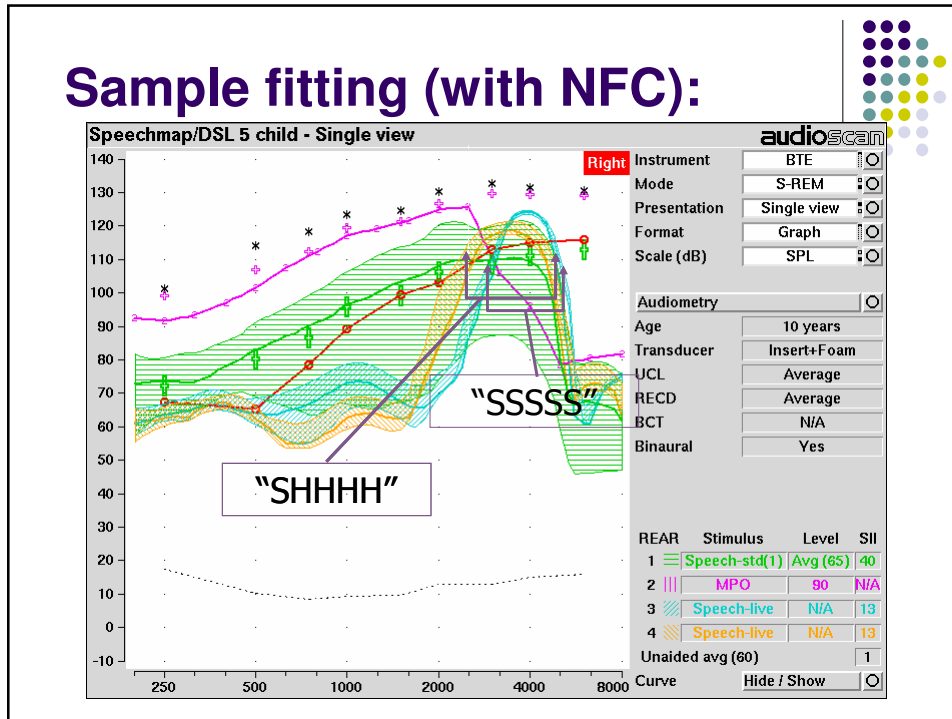 Sample fitting (with NFC):
Speechmap/DSL 5 child - Single view
audioscan
Right
140
130
120
110
100
90
80
70
60
50
40
30
20
10
0
-10
250 500 1000 2000 4000 8000
"SSSSS"
"SHHHH"
Instrument BTE
Mode S-REM
Presentation Single view
Format Graph
Scale (dB) SPL
Audiometry
Age 10 years
Transducer Insert+Foam
UCL Average
RECD Average
BCT N/A
Binaural Yes
REAR Stimulus Level SII
1 Speech-std(1) Avg (65) 40
2 MPO 90 N/A
3 Speech-live N/A 13
4 Speech-live N/A 13
Unaided avg (60) 1
Curve Hide / Show